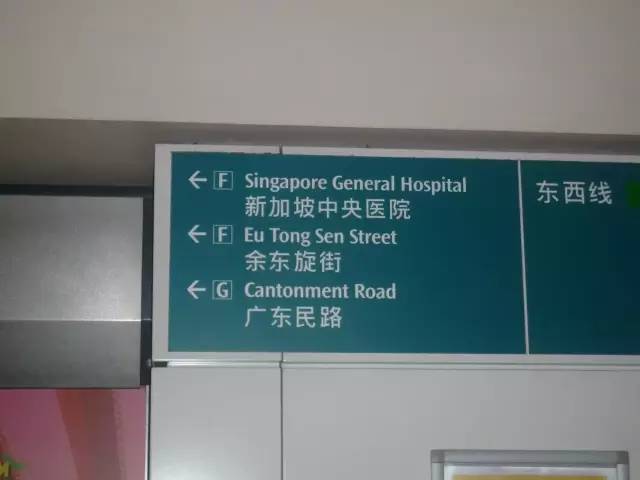 ← F Singapore General Hospital
新加坡中央医院
← F Eu Tong Sen Street
余东旋街
← G Cantonment Road
广东民路
东西线